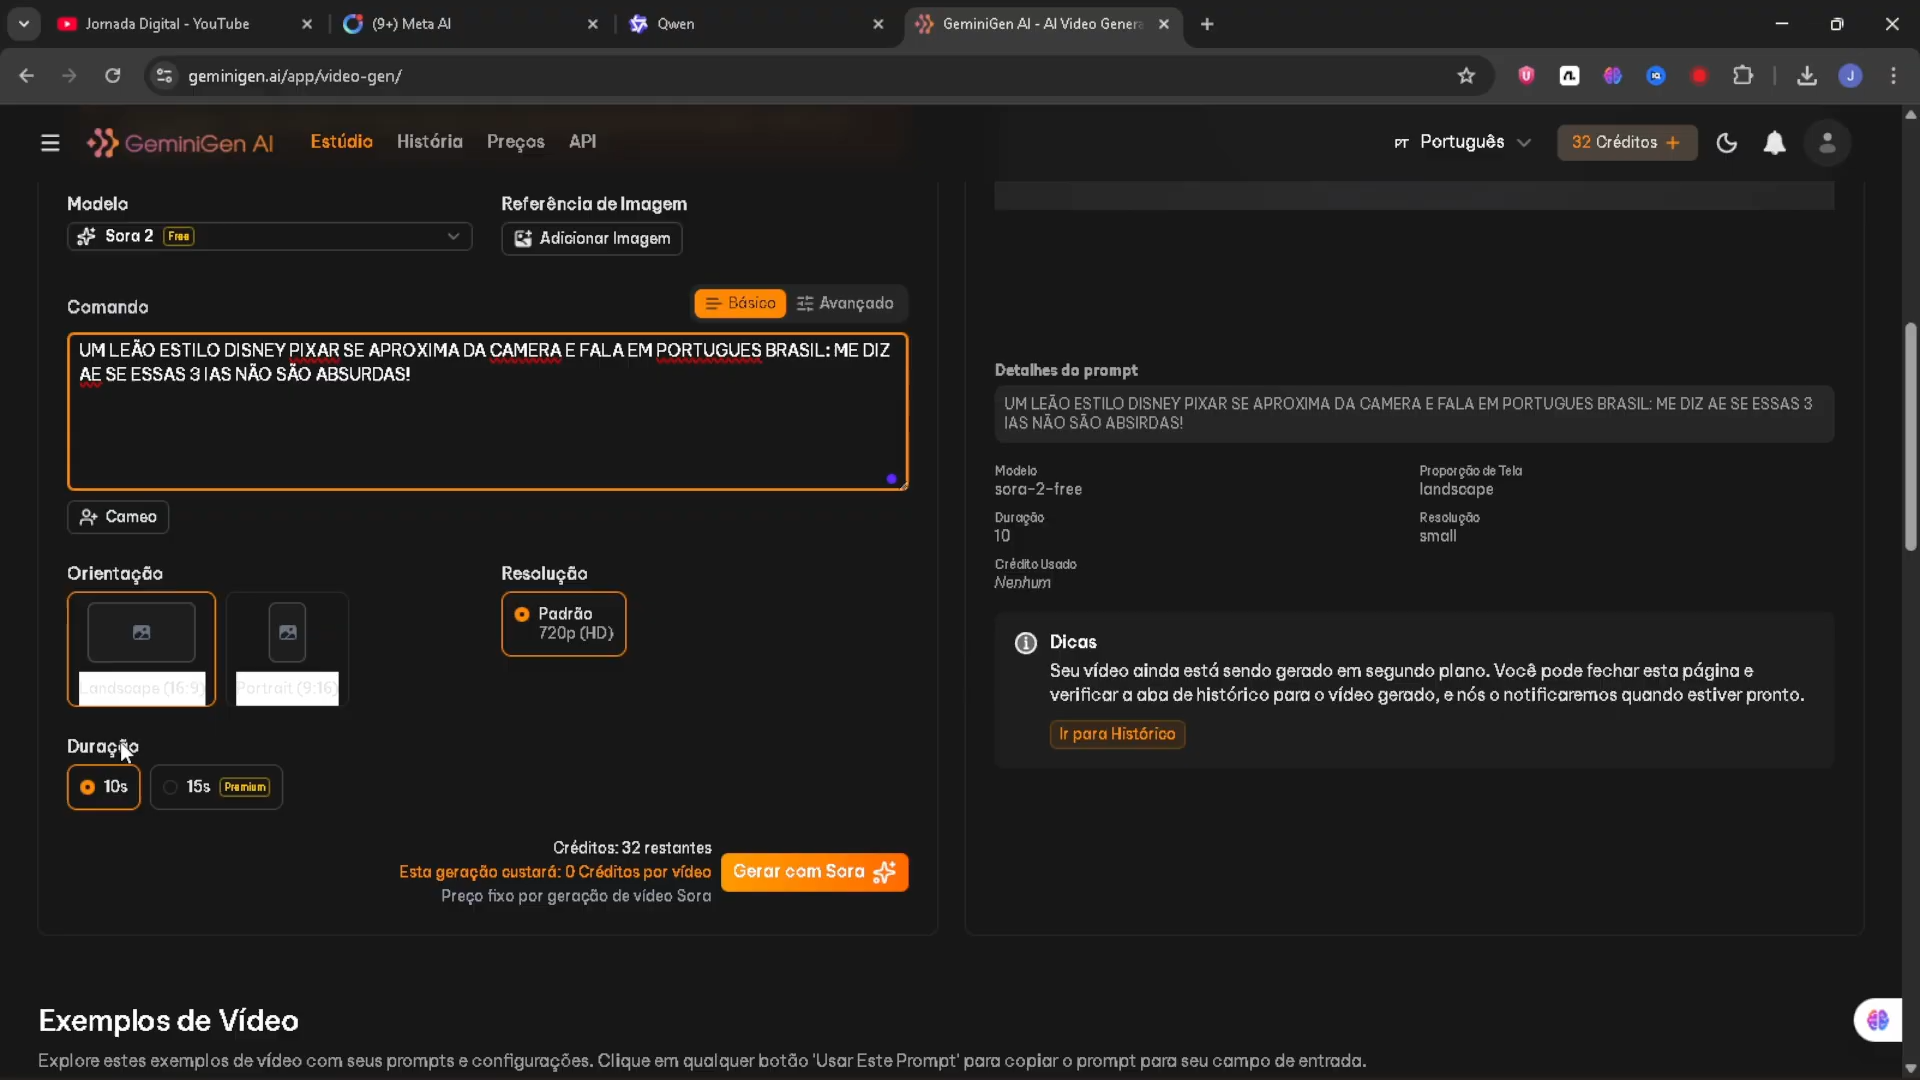 Jornada Digital - YouTube
(9+) Meta AI
Qwen
GeminiGen AI - AI Video Genera
geminigen.ai/app/video-gen/
J
GeminiGen AI
Estúdio
História
Preços
API
PT Português
32 Créditos +
Modelo
Sora 2 Free
Referência de Imagem
Adicionar Imagem
Comando
Básico
Avançado
UM LEÃO ESTILO DISNEY PIXAR SE APROXIMA DA CAMERA E FALA EM PORTUGUES BRASIL: ME DIZ
AE SE ESSAS 3 IAS NÃO SÃO ABSURDAS!
Cameo
Orientação
Landscape (16:9)
Portrait (9:16)
Resolução
Padrão
720p (HD)
Duração
10s
15s Premium
Créditos: 32 restantes
Esta geração custará: 0 Créditos por vídeo
Preço fixo por geração de vídeo Sora
Gerar com Sora
Detalhes do prompt
UM LEÃO ESTILO DISNEY PIXAR SE APROXIMA DA CAMERA E FALA EM PORTUGUES BRASIL: ME DIZ AE SE ESSAS 3
IAS NÃO SÃO ABSIRDAS!
Modelo
sora-2-free
Proporção de Tela
landscape
Duração
10
Resolução
small
Crédito Usado
Nenhum
Dicas
Seu vídeo ainda está sendo gerado em segundo plano. Você pode fechar esta página e
verificar a aba de histórico para o vídeo gerado, e nós o notificaremos quando estiver pronto.
Ir para Histórico
Exemplos de Vídeo
Explore estes exemplos de vídeo com seus prompts e configurações. Clique em qualquer botão 'Usar Este Prompt' para copiar o prompt para seu campo de entrada.